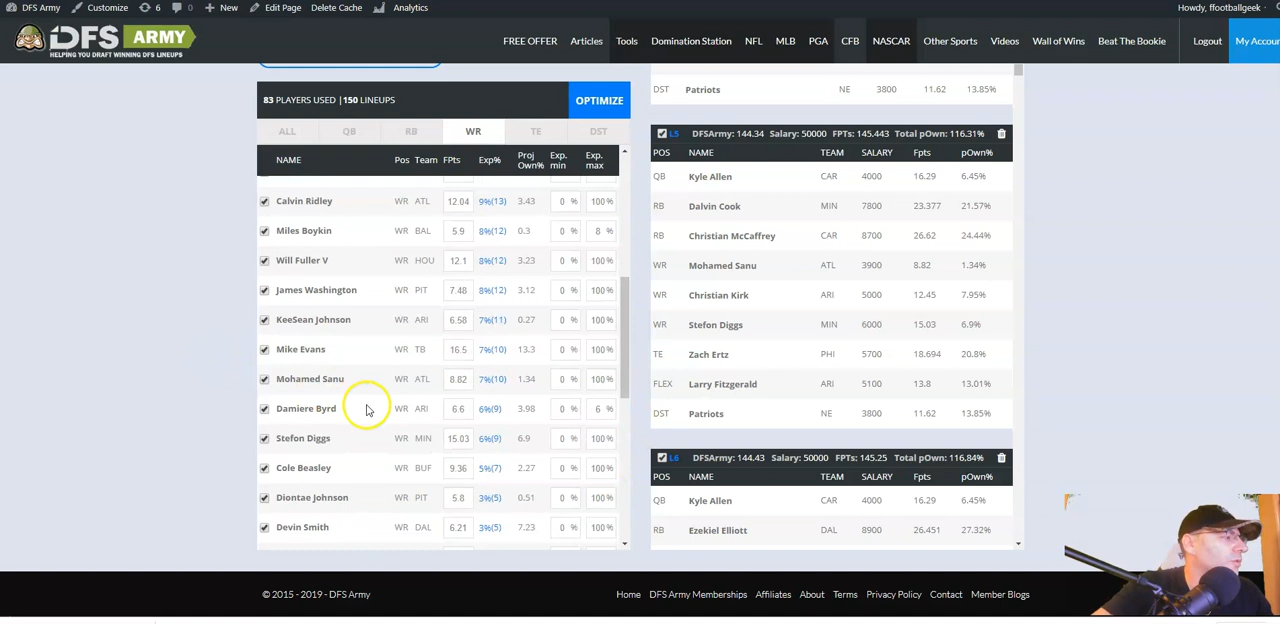 DFS Army Customize 6 New Edit Page Delete Cache Analytics Howdy, ffootballgeek
DFS ARMY
HELPING YOU DRAFT WINNING DFS LINEUPS
FREE OFFER Articles Tools Domination Station NFL MLB PGA CFB NASCAR Other Sports Videos Wall of Wins Beat The Bookie Logout My Accou
83 PLAYERS USED |150 LINEUPS OPTIMIZE
ALL QB RB WR TE DST
NAME Pos Team FPts Exp% Proj Own% Exp. min Exp. max
Calvin Ridley WR ATL 12.04 9%(13) 3.43 0 % 100 %
Miles Boykin WR BAL 5.9 8%(12) 0.3 0 % 8 %
Will Fuller V WR HOU 12.1 8%(12) 3.23 0 % 100 %
James Washington WR PIT 7.48 8%(12) 3.12 0 % 100 %
KeeSean Johnson WR ARI 6.58 7%(11) 0.27 0 % 100 %
Mike Evans WR TB 16.5 7%(10) 13.3 0 % 100 %
Mohamed Sanu WR ATL 8.82 7%(10) 1.34 0 % 100 %
Damiere Byrd WR ARI 6.6 6%(9) 3.98 0 % 6 %
Stefon Diggs WR MIN 15.03 6%(9) 6.9 0 % 100 %
Cole Beasley WR BUF 9.36 5%(7) 2.27 0 % 100 %
Diontae Johnson WR PIT 5.8 3%(5) 0.51 0 % 100 %
Devin Smith WR DAL 6.21 3%(5) 7.23 0 % 100 %
DST Patriots NE 3800 11.62 13.85%
L5 DFSArmy: 144.34 Salary: 50000 FPTs: 145.443 Total pOwn: 116.31%
POS NAME TEAM SALARY Fpts pOwn%
QB Kyle Allen CAR 4000 16.29 6.45%
RB Dalvin Cook MIN 7800 23.377 21.57%
RB Christian McCaffrey CAR 8700 26.62 24.44%
WR Mohamed Sanu ATL 3900 8.82 1.34%
WR Christian Kirk ARI 5000 12.45 7.95%
WR Stefon Diggs MIN 6000 15.03 6.9%
TE Zach Ertz PHI 5700 18.694 20.8%
FLEX Larry Fitzgerald ARI 5100 13.8 13.01%
DST Patriots NE 3800 11.62 13.85%
L6 DFSArmy: 144.43 Salary: 50000 FPTs: 145.25 Total pOwn: 116.84%
POS NAME TEAM SALARY Fpts pOwn%
QB Kyle Allen CAR 4000 16.29 6.45%
RB Ezekiel Elliott DAL 8900 26.451 27.32%
© 2015 - 2019 - DFS Army Home DFS Army Memberships Affiliates About Terms Privacy Policy Contact Member Blogs